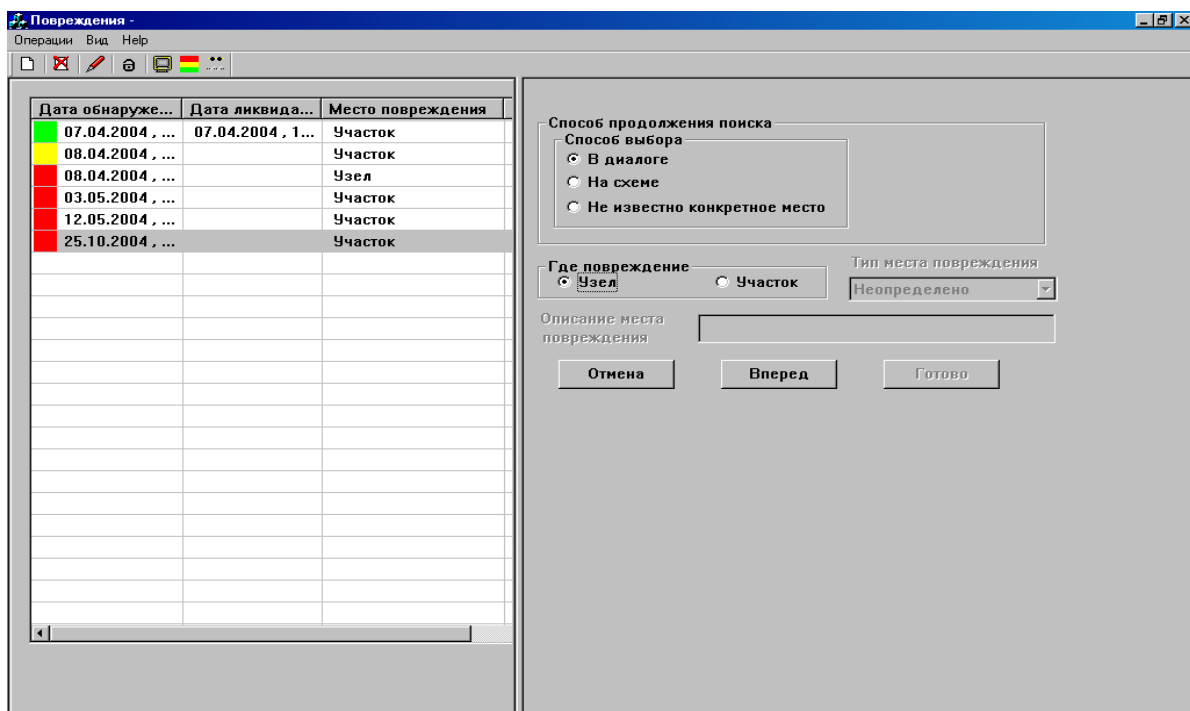 Повреждения -
Операции Вид Help
Дата обнаруже... Дата ликвида... Место повреждения
07.04.2004 , ... 07.04.2004 , 1... Участок
08.04.2004 , ... Участок
08.04.2004 , ... Узел
03.05.2004 , ... Участок
12.05.2004 , ... Участок
25.10.2004 , ... Участок
Способ продолжения поиска
Способ выбора
В диалоге
На схеме
Не известно конкретное место
Где повреждение
Узел Участок
Тип места повреждения
Неопределено
Описание места
повреждения
Отмена Вперед Готово